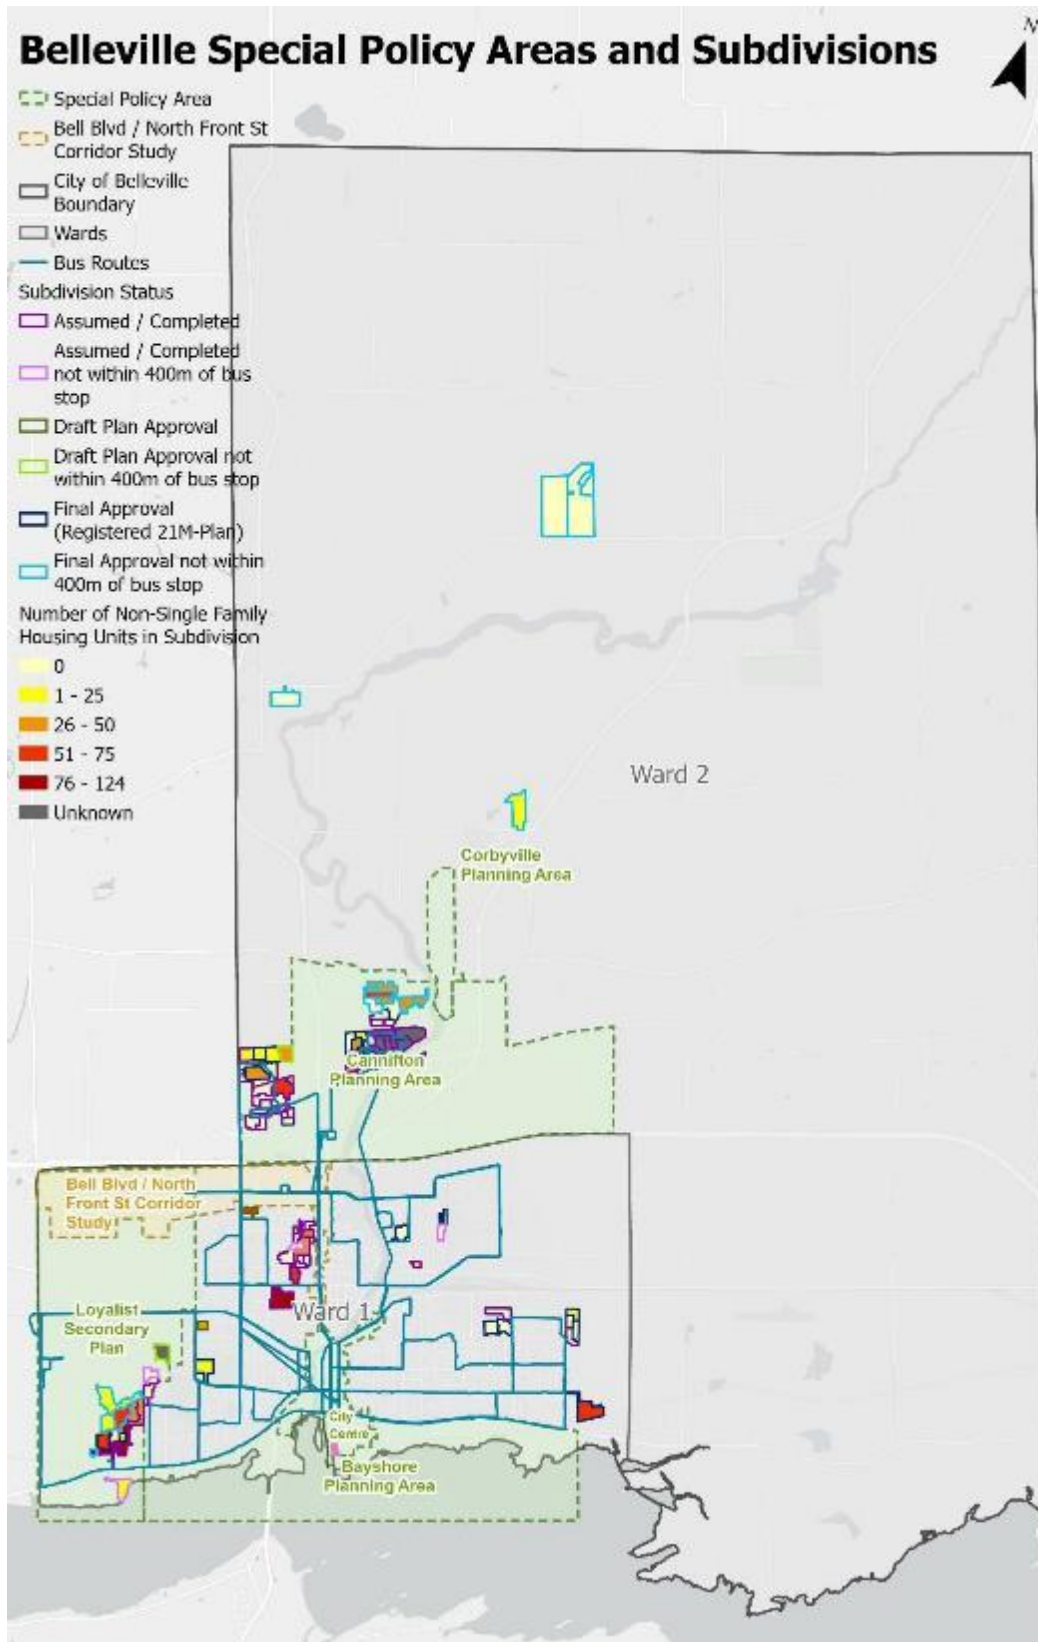 Belleville Special Policy Areas and Subdivisions
N
Special Policy Area
Bell Blvd / North Front St
Corridor Study
City of Belleville
Boundary
Wards
Bus Routes
Subdivision Status
Assumed / Completed
Assumed / Completed
not within 400m of bus
stop
Draft Plan Approval
Draft Plan Approval not
within 400m of bus stop
Final Approval
(Registered 21M-Plan)
Final Approval not within
400m of bus stop
Number of Non-Single Family
Housing Units in Subdivision
0
1 - 25
26 - 50
51 - 75
76 - 124
Unknown
Ward 2
Corbyville
Planning Area
Cannifton
Planning Area
Bell Blvd / North
Front St Corridor
Study
Loyalist
Secondary
Plan
Ward 1
City
Centre
Bayshore
Planning Area